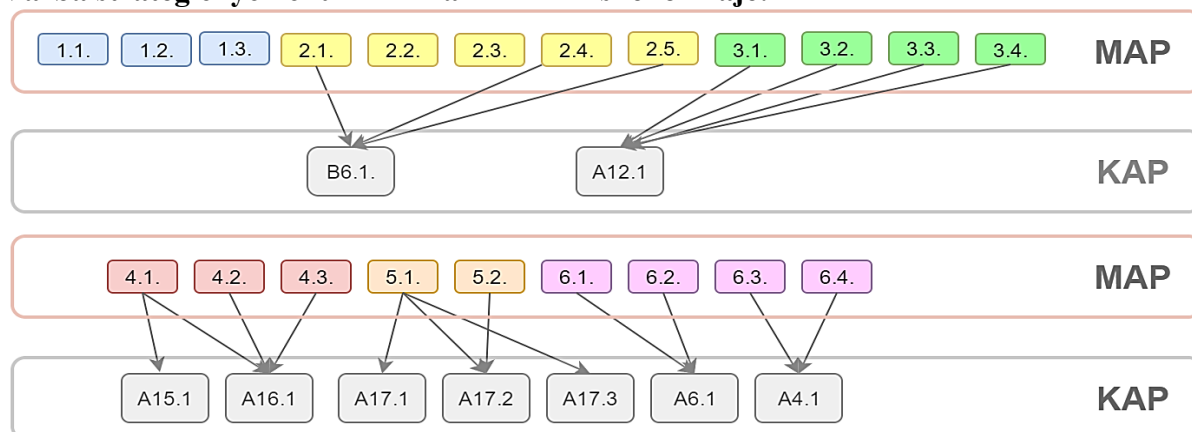 1.1. 1.2. 1.3. 2.1. 2.2. 2.3. 2.4. 2.5. 3.1. 3.2. 3.3. 3.4. MAP
B6.1. A12.1 KAP
4.1. 4.2. 4.3. 5.1. 5.2. 6.1. 6.2. 6.3. 6.4. MAP
A15.1 A16.1 A17.1 A17.2 A17.3 A6.1 A4.1 KAP